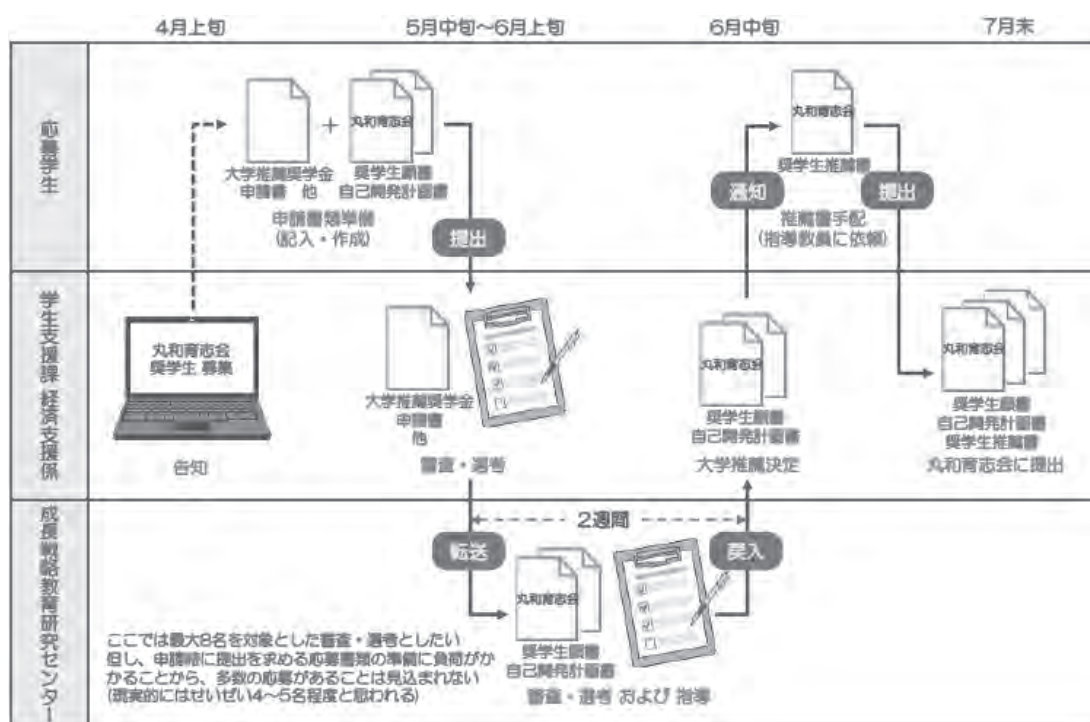 4月上旬
5月中旬～6月上旬
6月中旬
7月末
応募学生
丸和育志会
+
大学推薦奨学金
申請書 他
奨学生願書
自己開発計画書
申請書類準備
(記入・作成)
提出
通知
丸和育志会
奨学生推薦書
推薦書手配
(指導教員に依頼)
提出
学生支援課 経済支援係
丸和育志会
奨学生 募集
告知
大学推薦奨学金
申請書
他
審査・選考
丸和育志会
奨学生願書
自己開発計画書
大学推薦決定
丸和育志会
奨学生願書
自己開発計画書
奨学生推薦書
丸和育志会に提出
成長戦略教育研究センター
2週間
転送
戻入
丸和育志会
奨学生願書
自己開発計画書
審査・選考 および 指導
ここでは最大8名を対象とした審査・選考としたい
但し、申請時に提出を求める応募書類の準備に負荷がか
かることから、多数の応募があることは見込まれない
(現実的にはせいぜい4～5名程度と思われる)